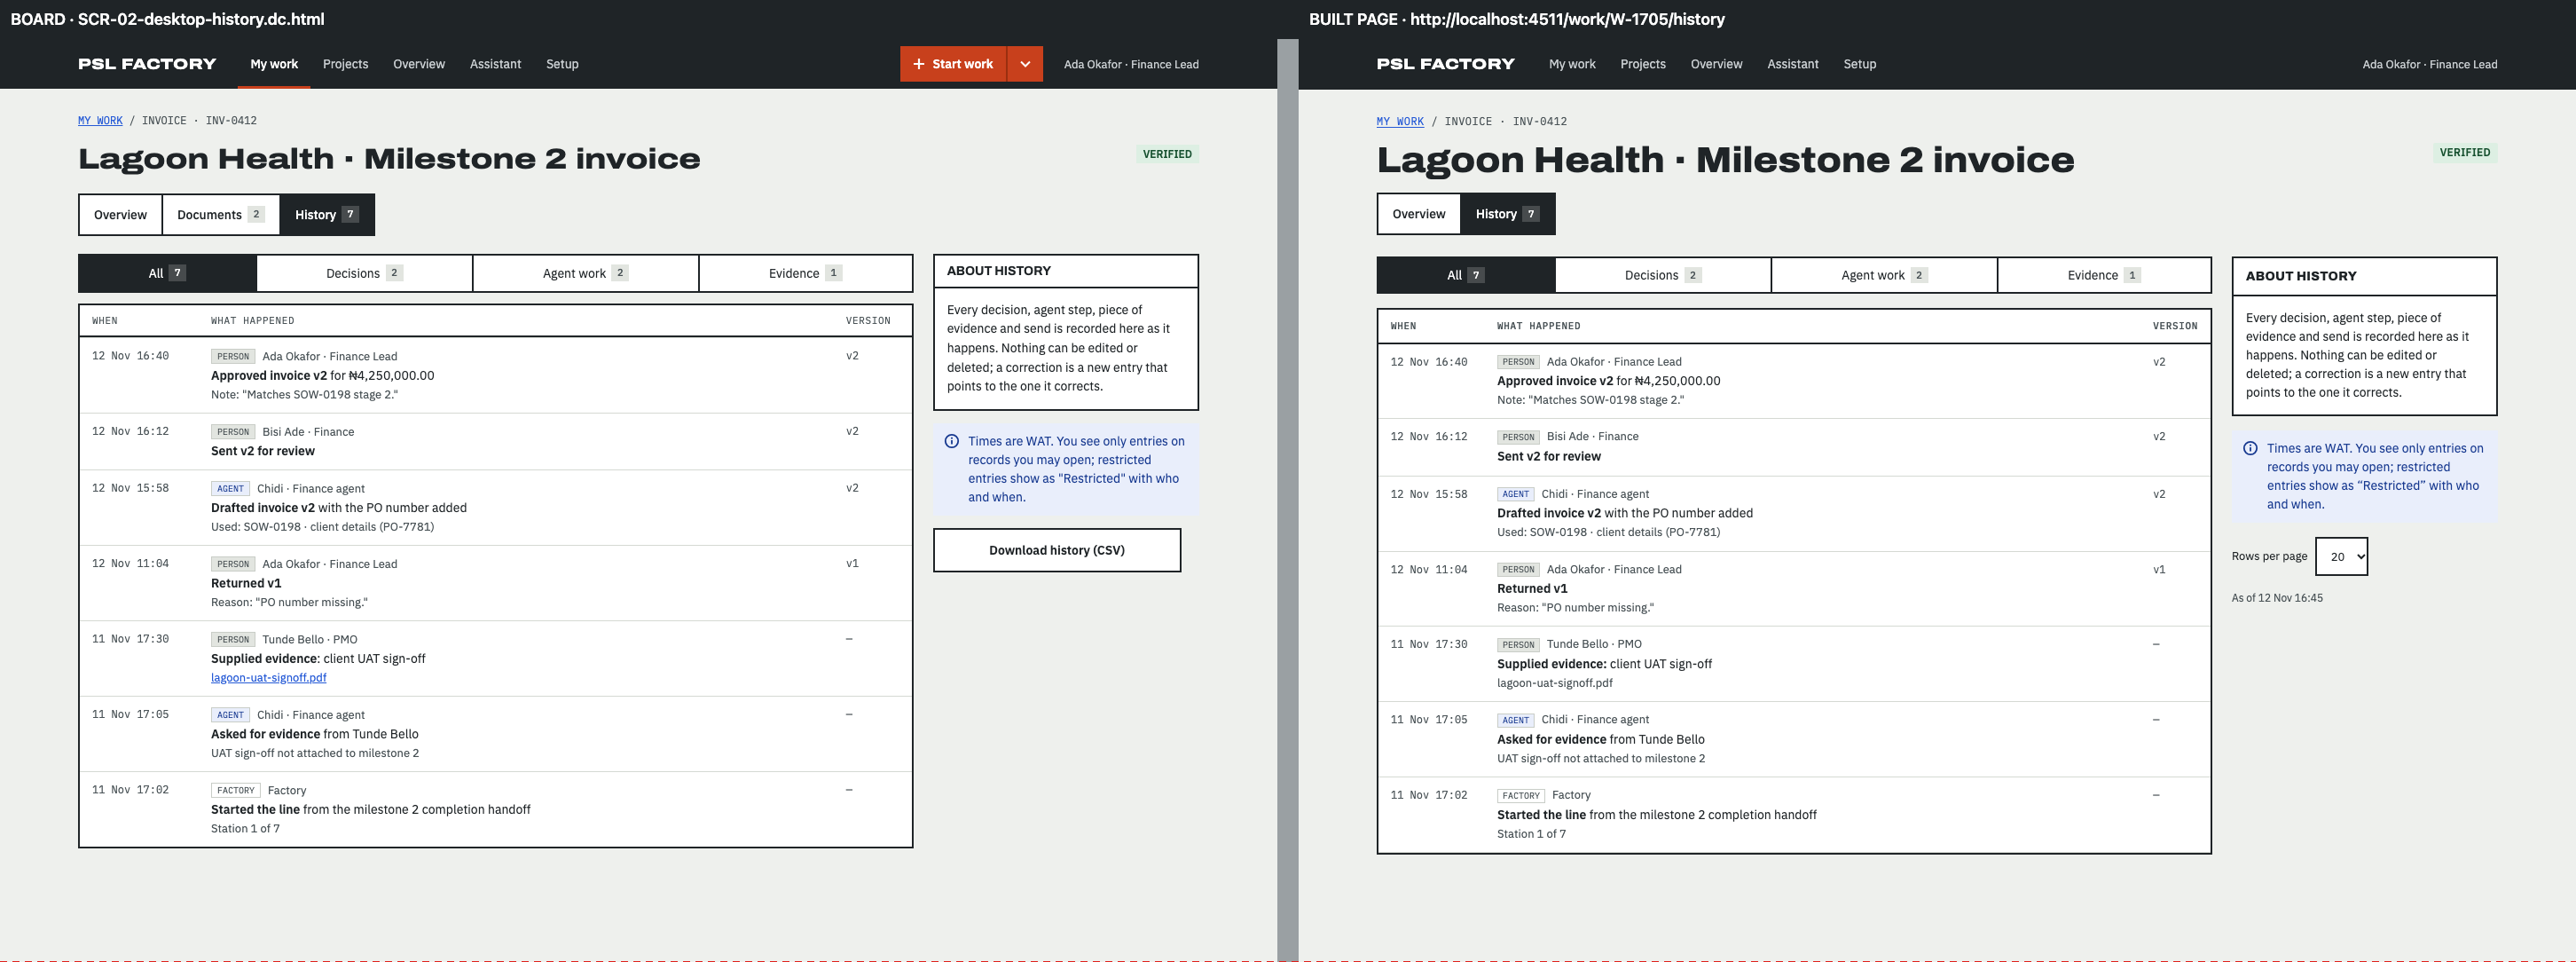 BOARD · SCR-02-desktop-history.dc.html
PSL FACTORY My work Projects Overview Assistant Setup + Start work Ada Okafor · Finance Lead
MY WORK / INVOICE · INV-0412
Lagoon Health · Milestone 2 invoice VERIFIED
Overview Documents 2 History 7
All 7 Decisions 2 Agent work 2 Evidence 1
WHEN WHAT HAPPENED VERSION
12 Nov 16:40 PERSON Ada Okafor · Finance Lead v2
Approved invoice v2 for ₦4,250,000.00
Note: "Matches SOW-0198 stage 2."
12 Nov 16:12 PERSON Bisi Ade · Finance v2
Sent v2 for review
12 Nov 15:58 AGENT Chidi · Finance agent v2
Drafted invoice v2 with the PO number added
Used: SOW-0198 · client details (PO-7781)
12 Nov 11:04 PERSON Ada Okafor · Finance Lead v1
Returned v1
Reason: "PO number missing."
11 Nov 17:30 PERSON Tunde Bello · PMO —
Supplied evidence: client UAT sign-off
lagoon-uat-signoff.pdf
11 Nov 17:05 AGENT Chidi · Finance agent —
Asked for evidence from Tunde Bello
UAT sign-off not attached to milestone 2
11 Nov 17:02 FACTORY Factory —
Started the line from the milestone 2 completion handoff
Station 1 of 7
ABOUT HISTORY
Every decision, agent step, piece of
evidence and send is recorded here as it
happens. Nothing can be edited or
deleted; a correction is a new entry that
points to the one it corrects.
Times are WAT. You see only entries on
records you may open; restricted
entries show as "Restricted" with who
and when.
Download history (CSV)
BUILT PAGE · http://localhost:4511/work/W-1705/history
PSL FACTORY My work Projects Overview Assistant Setup Ada Okafor · Finance Lead
MY WORK / INVOICE · INV-0412
Lagoon Health · Milestone 2 invoice VERIFIED
Overview History 7
All 7 Decisions 2 Agent work 2 Evidence 1
WHEN WHAT HAPPENED VERSION
12 Nov 16:40 PERSON Ada Okafor · Finance Lead v2
Approved invoice v2 for ₦4,250,000.00
Note: "Matches SOW-0198 stage 2."
12 Nov 16:12 PERSON Bisi Ade · Finance v2
Sent v2 for review
12 Nov 15:58 AGENT Chidi · Finance agent v2
Drafted invoice v2 with the PO number added
Used: SOW-0198 · client details (PO-7781)
12 Nov 11:04 PERSON Ada Okafor · Finance Lead v1
Returned v1
Reason: "PO number missing."
11 Nov 17:30 PERSON Tunde Bello · PMO —
Supplied evidence: client UAT sign-off
lagoon-uat-signoff.pdf
11 Nov 17:05 AGENT Chidi · Finance agent —
Asked for evidence from Tunde Bello
UAT sign-off not attached to milestone 2
11 Nov 17:02 FACTORY Factory —
Started the line from the milestone 2 completion handoff
Station 1 of 7
ABOUT HISTORY
Every decision, agent step, piece of
evidence and send is recorded here as it
happens. Nothing can be edited or
deleted; a correction is a new entry that
points to the one it corrects.
Times are WAT. You see only entries on
records you may open; restricted
entries show as “Restricted” with who
and when.
Rows per page 20
As of 12 Nov 16:45